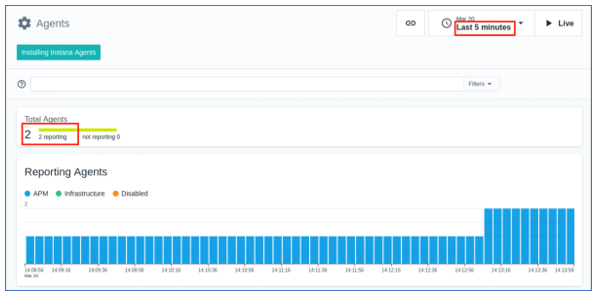 Agents
Mar 20
Last 5 minutes
Live
Installing Instana Agents
Filters
Total Agents
2
2 reporting
not reporting 0
Reporting Agents
APM
Infrastructure
Disabled
2
14:08:56 14:09:16 14:09:36 14:09:56 14:10:16 14:10:36 14:10:56 14:11:16 14:11:36 14:11:56 14:12:16 14:12:36 14:12:56 14:13:16 14:13:36 14:13:56
Mar 20